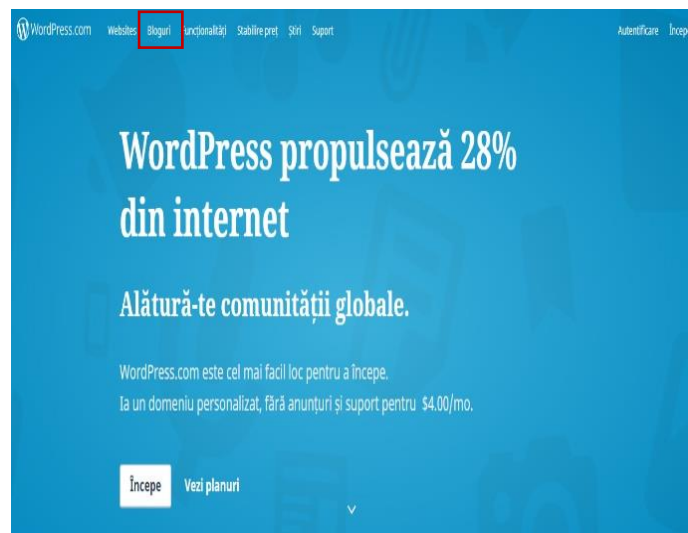 WordPress.com Websites Bloguri Funcționalități Stabilire preț Știri Suport Autentificare Începe
WordPress propulsează 28%
din internet
Alătură-te comunității globale.
WordPress.com este cel mai facil loc pentru a începe.
Ia un domeniu personalizat, fără anunțuri și suport pentru $4.00/mo.
Începe Vezi planuri